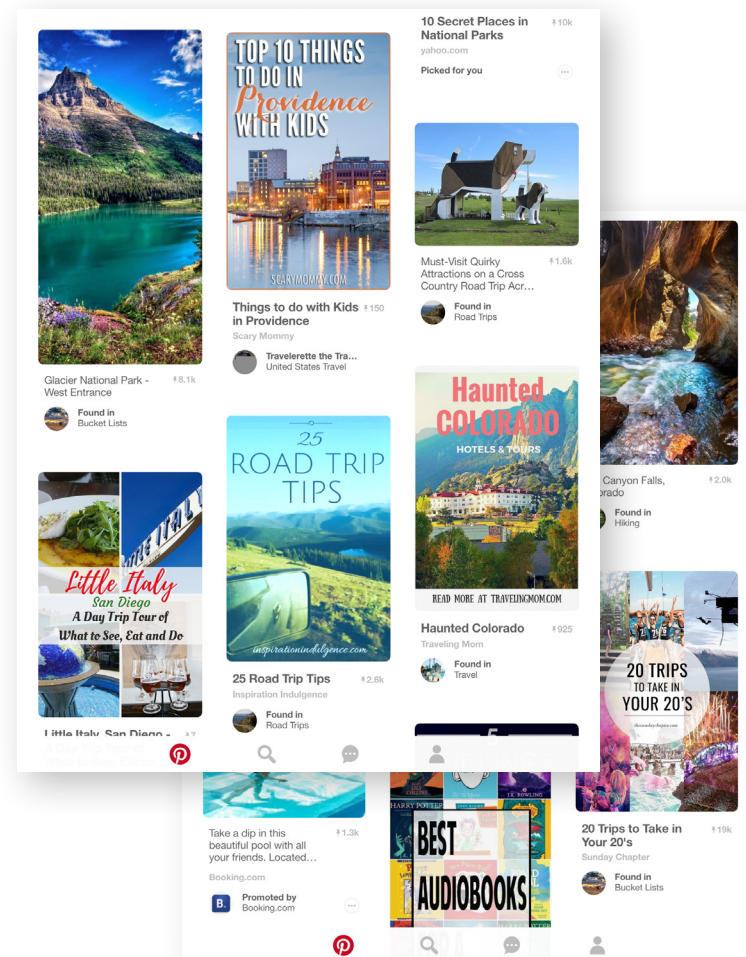 Glacier National Park -
West Entrance
8.1k
Found in
Bucket Lists
Little Italy
San Diego
A Day Trip Tour of
What to See, Eat and Do
Little Italy, San Diego -
TOP 10 THINGS
TO DO IN
Providence
WITH KIDS
SCARYMOMMY.COM
Things to do with Kids
in Providence
150
Scary Mommy
Travelerette the Tra...
United States Travel
25
ROAD TRIP
TIPS
inspirationindulgence.com
25 Road Trip Tips
2.6k
Inspiration Indulgence
Found in
Road Trips
10 Secret Places in
National Parks
10k
yahoo.com
Picked for you
Must-Visit Quirky
Attractions on a Cross
Country Road Trip Acr...
1.6k
Found in
Road Trips
Haunted
COLORADO
HOTELS & TOURS
READ MORE AT TRAVELINGMOM.COM
Haunted Colorado
925
Traveling Mom
Found in
Travel
5
Canyon Falls,
orado
2.0k
Found in
Hiking
20 TRIPS
TO TAKE IN
YOUR 20'S
thesundaychapter.com
20 Trips to Take in
Your 20's
19k
Sunday Chapter
Found in
Bucket Lists
Take a dip in this
beautiful pool with all
your friends. Located...
1.3k
Booking.com
B.
Promoted by
Booking.com
HARRY POTTER
J.K. ROWLING
BEST
AUDIOBOOKS